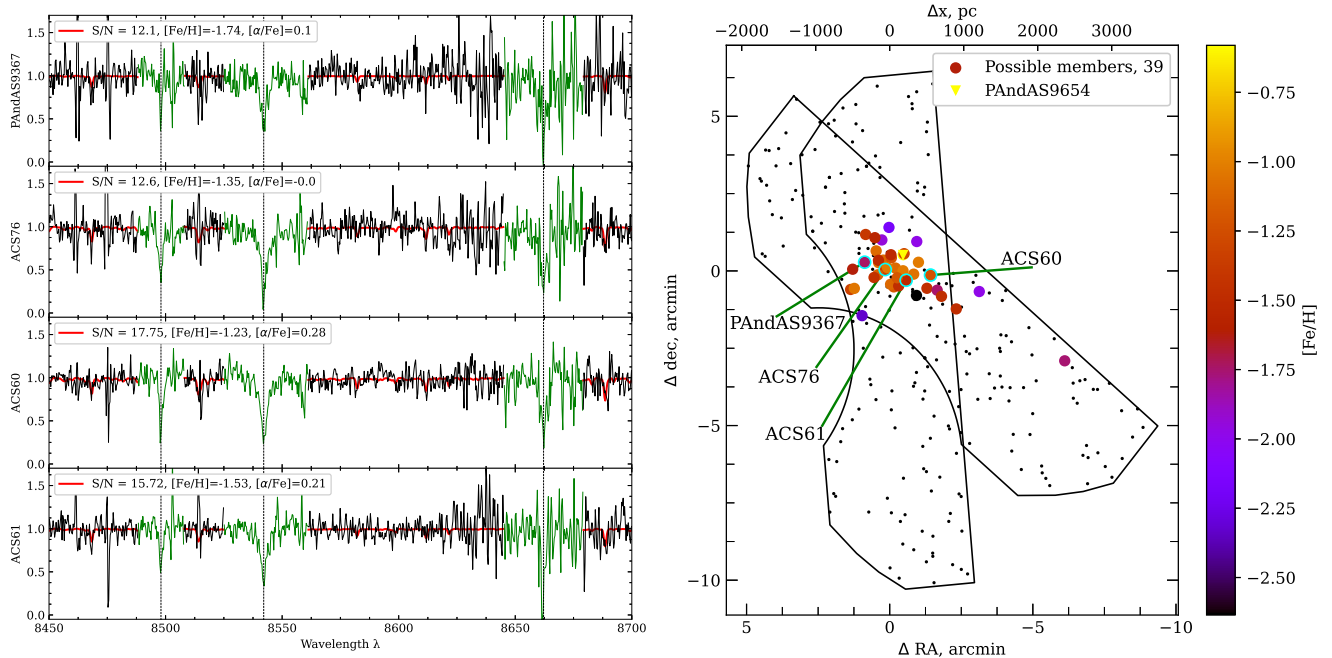 S/N = 12.1, [Fe/H]=-1.74, [α/Fe]=0.1
PAndAS9367
1.5
1.0
0.5
0.0
S/N = 12.6, [Fe/H]=-1.35, [α/Fe]=-0.0
ACS76
1.5
1.0
0.5
0.0
S/N = 17.75, [Fe/H]=-1.23, [α/Fe]=0.28
ACS60
1.5
1.0
0.5
0.0
S/N = 15.72, [Fe/H]=-1.53, [α/Fe]=0.21
ACS61
1.5
1.0
0.5
0.0
8450 8500 8550 8600 8650 8700
Wavelength λ
Δx, pc
−2000 −1000 0 1000 2000 3000
Possible members, 39
PAndAS9654
ACS60
PAndAS9367
ACS76
ACS61
Δ dec, arcmin
5
0
−5
−10
5 0 −5 −10
Δ RA, arcmin
−0.75
−1.00
−1.25
−1.50
−1.75
−2.00
−2.25
−2.50
[Fe/H]